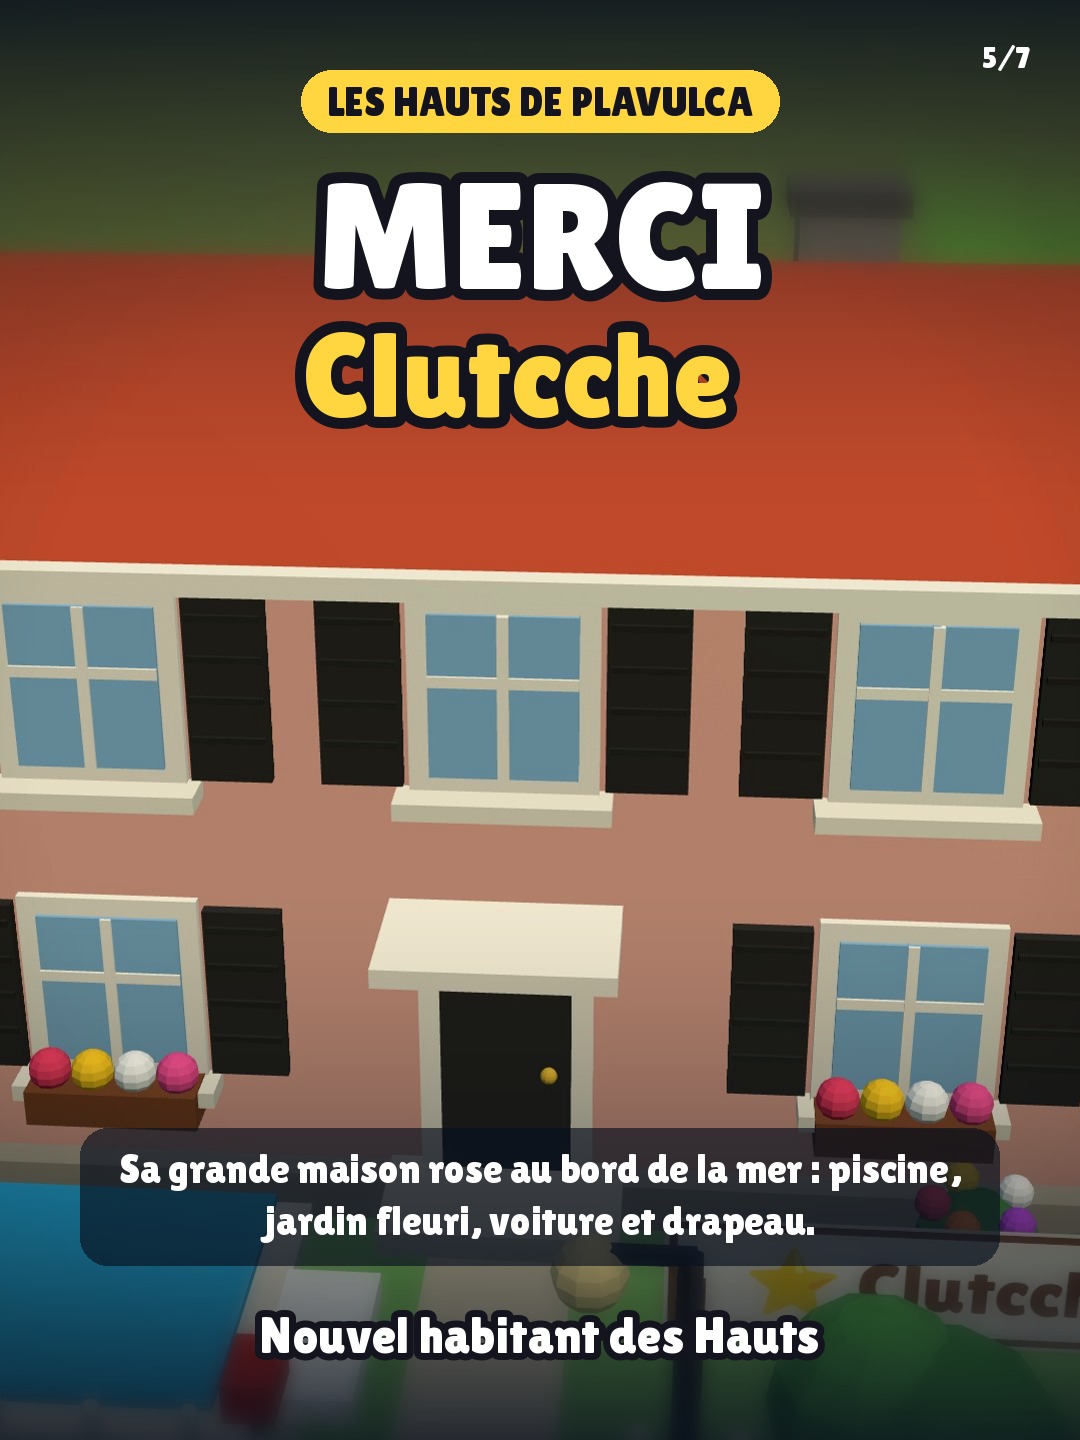 5/7
LES HAUTS DE PLAVULCA
MERCI
Clutcche
Sa grande maison rose au bord de la mer : piscine,
jardin fleuri, voiture et drapeau.
Clutcch
Nouvel habitant des Hauts